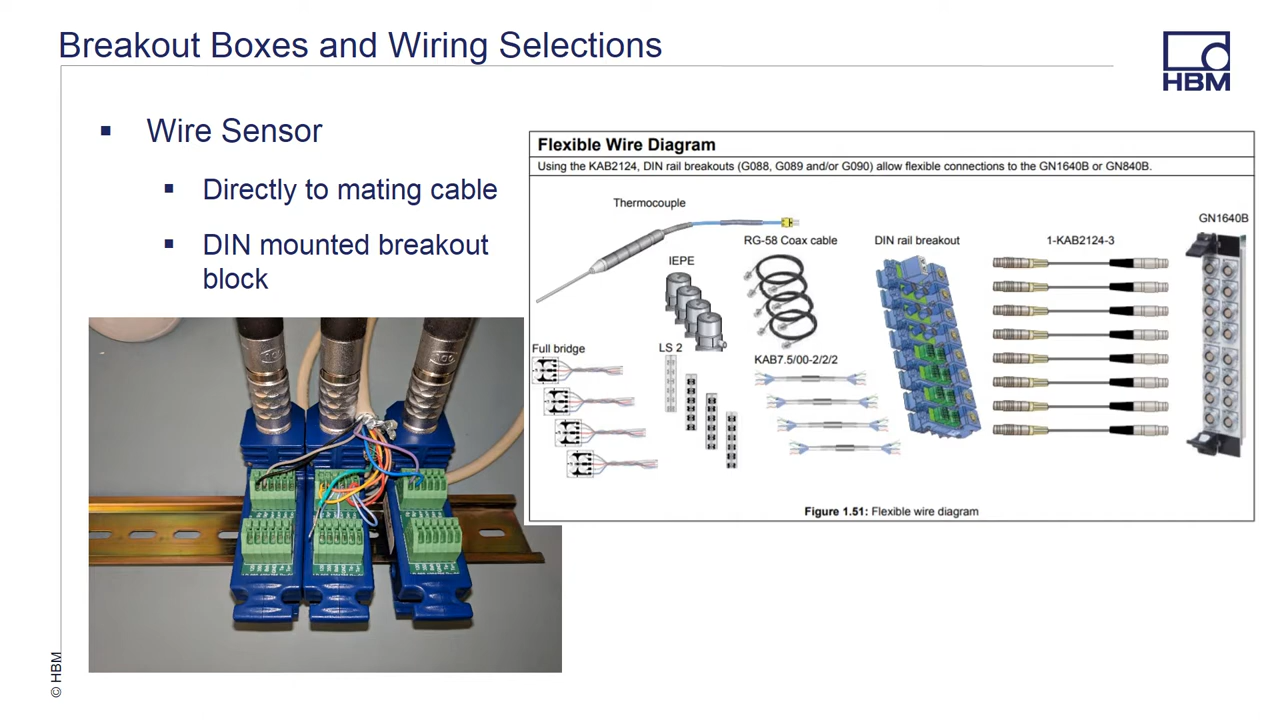 Breakout Boxes and Wiring Selections
HBM
Wire Sensor
Directly to mating cable
DIN mounted breakout
block
Flexible Wire Diagram
Using the KAB2124, DIN rail breakouts (G088, G089 and/or G090) allow flexible connections to the GN1640B or GN840B.
Thermocouple
GN1640B
RG-58 Coax cable
DIN rail breakout
1-KAB2124-3
IEPE
Full bridge
LS 2
KAB7.5/00-2/2/2
Figure 1.51: Flexible wire diagram
© HBM